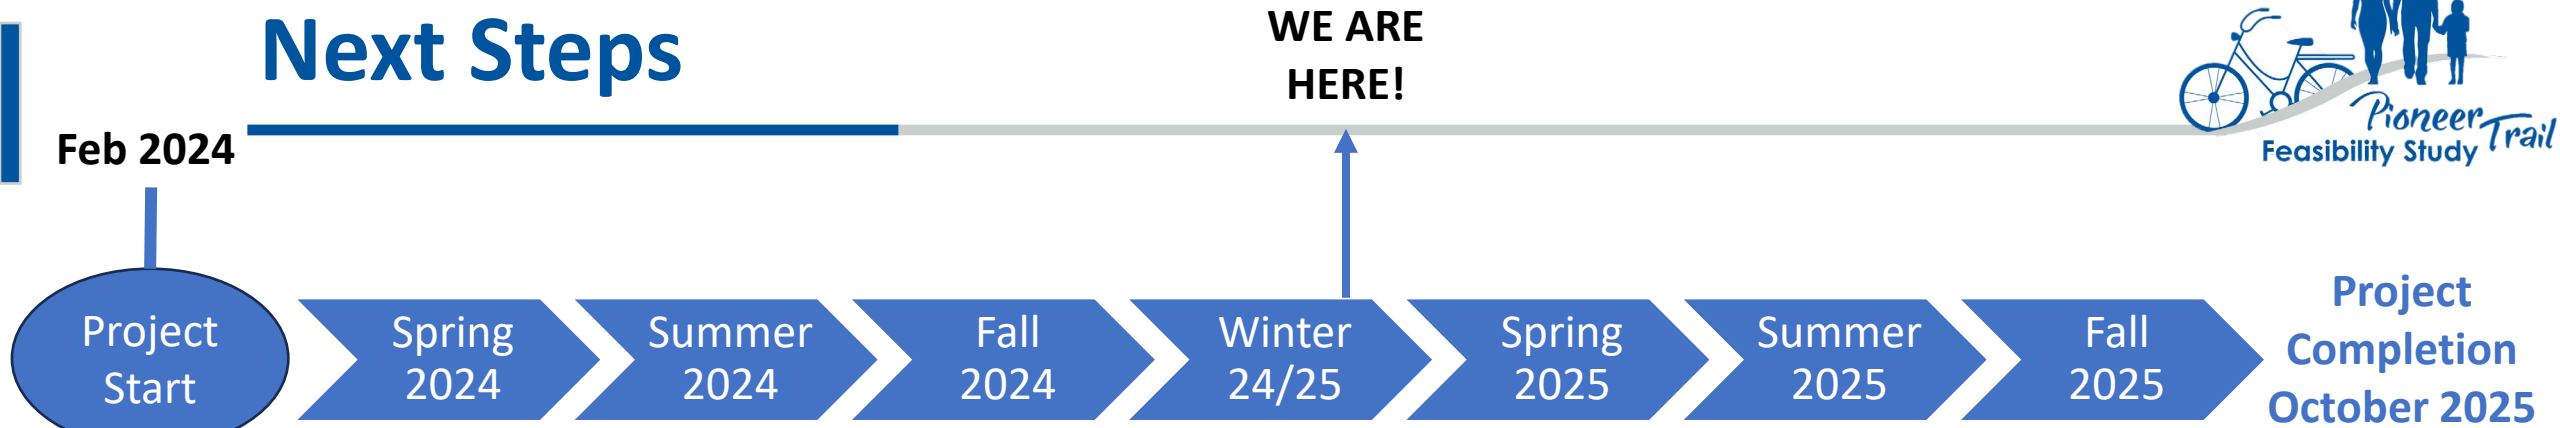 Next Steps
WE ARE
HERE!
Pioneer Trail
Feasibility Study
Feb 2024
Project
Start
Spring
2024
Summer
2024
Fall
2024
Winter
24/25
Spring
2025
Summer
2025
Fall
2025
Project
Completion
October 2025